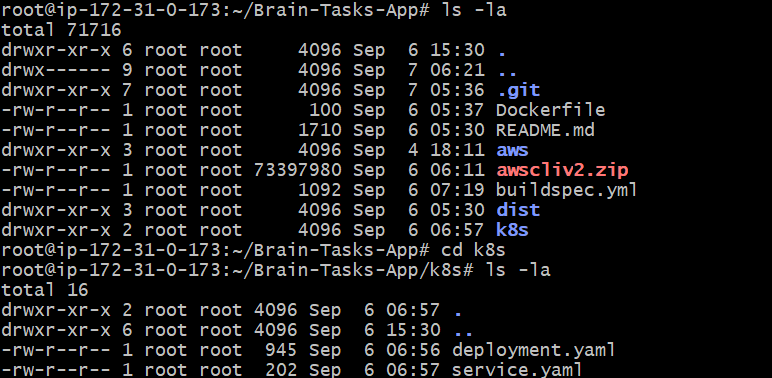 root@ip-172-31-0-173:~/Brain-Tasks-App# ls -la
total 71716
drwxr-xr-x 6 root root     4096 Sep  6 15:30 .
drwx------ 9 root root     4096 Sep  7 06:21 ..
drwxr-xr-x 7 root root     4096 Sep  7 05:36 .git
-rw-r--r-- 1 root root      100 Sep  6 05:37 Dockerfile
-rw-r--r-- 1 root root     1710 Sep  6 05:30 README.md
drwxr-xr-x 3 root root     4096 Sep  4 18:11 aws
-rw-r--r-- 1 root root 73397980 Sep  6 06:11 awscliv2.zip
-rw-r--r-- 1 root root     1092 Sep  6 07:19 buildspec.yml
drwxr-xr-x 3 root root     4096 Sep  6 05:30 dist
drwxr-xr-x 2 root root     4096 Sep  6 06:57 k8s
root@ip-172-31-0-173:~/Brain-Tasks-App# cd k8s
root@ip-172-31-0-173:~/Brain-Tasks-App/k8s# ls -la
total 16
drwxr-xr-x 2 root root 4096 Sep  6 06:57 .
drwxr-xr-x 6 root root 4096 Sep  6 15:30 ..
-rw-r--r-- 1 root root  945 Sep  6 06:56 deployment.yaml
-rw-r--r-- 1 root root  202 Sep  6 06:57 service.yaml